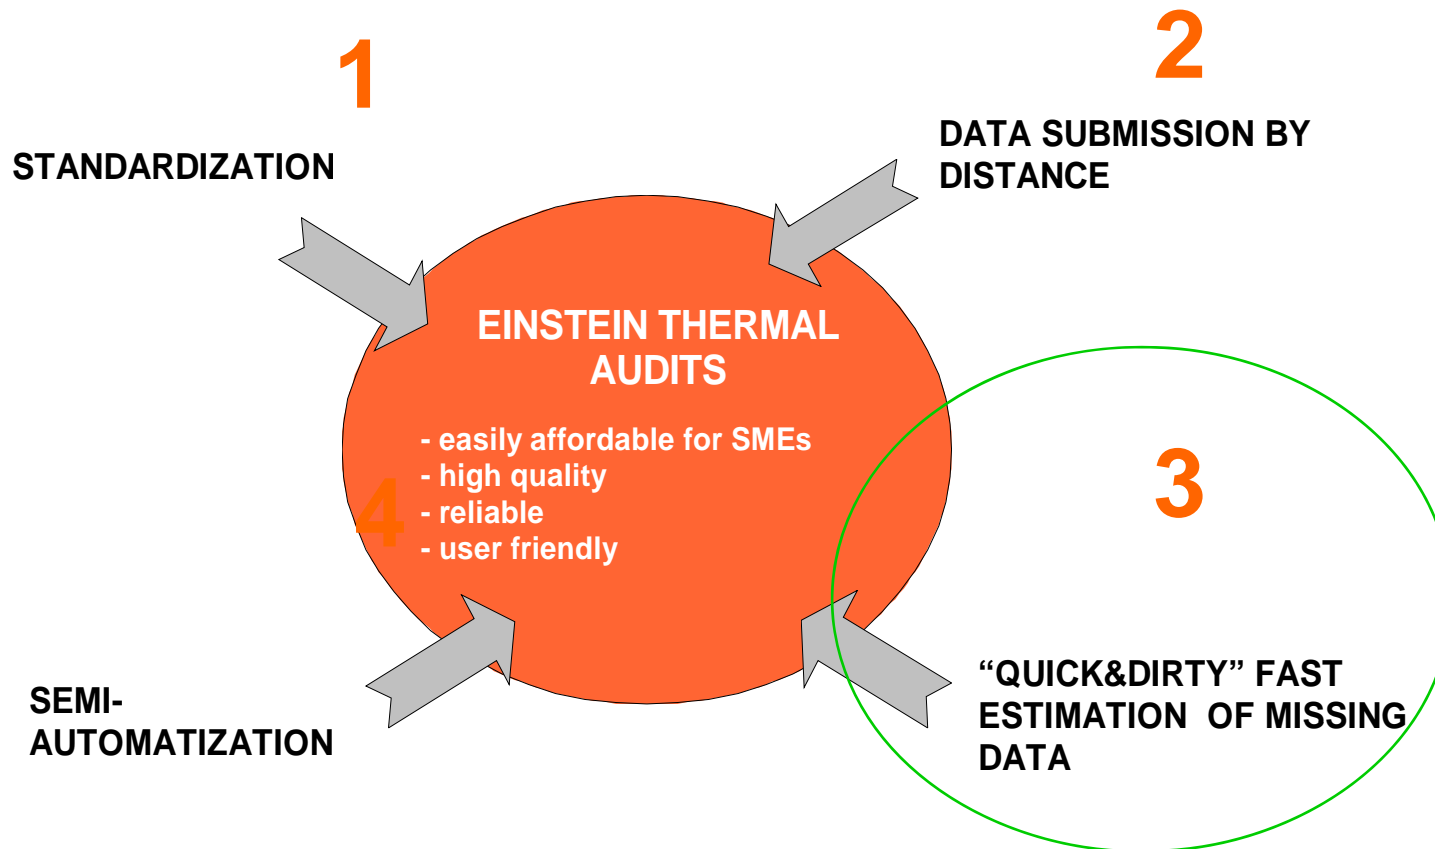 1
STANDARDIZATION
2
DATA SUBMISSION BY
DISTANCE
EINSTEIN THERMAL
AUDITS
- easily affordable for SMEs
- high quality
- reliable
- user friendly
3
“QUICK&DIRTY” FAST
ESTIMATION OF MISSING
DATA
4
SEMI-
AUTOMATIZATION